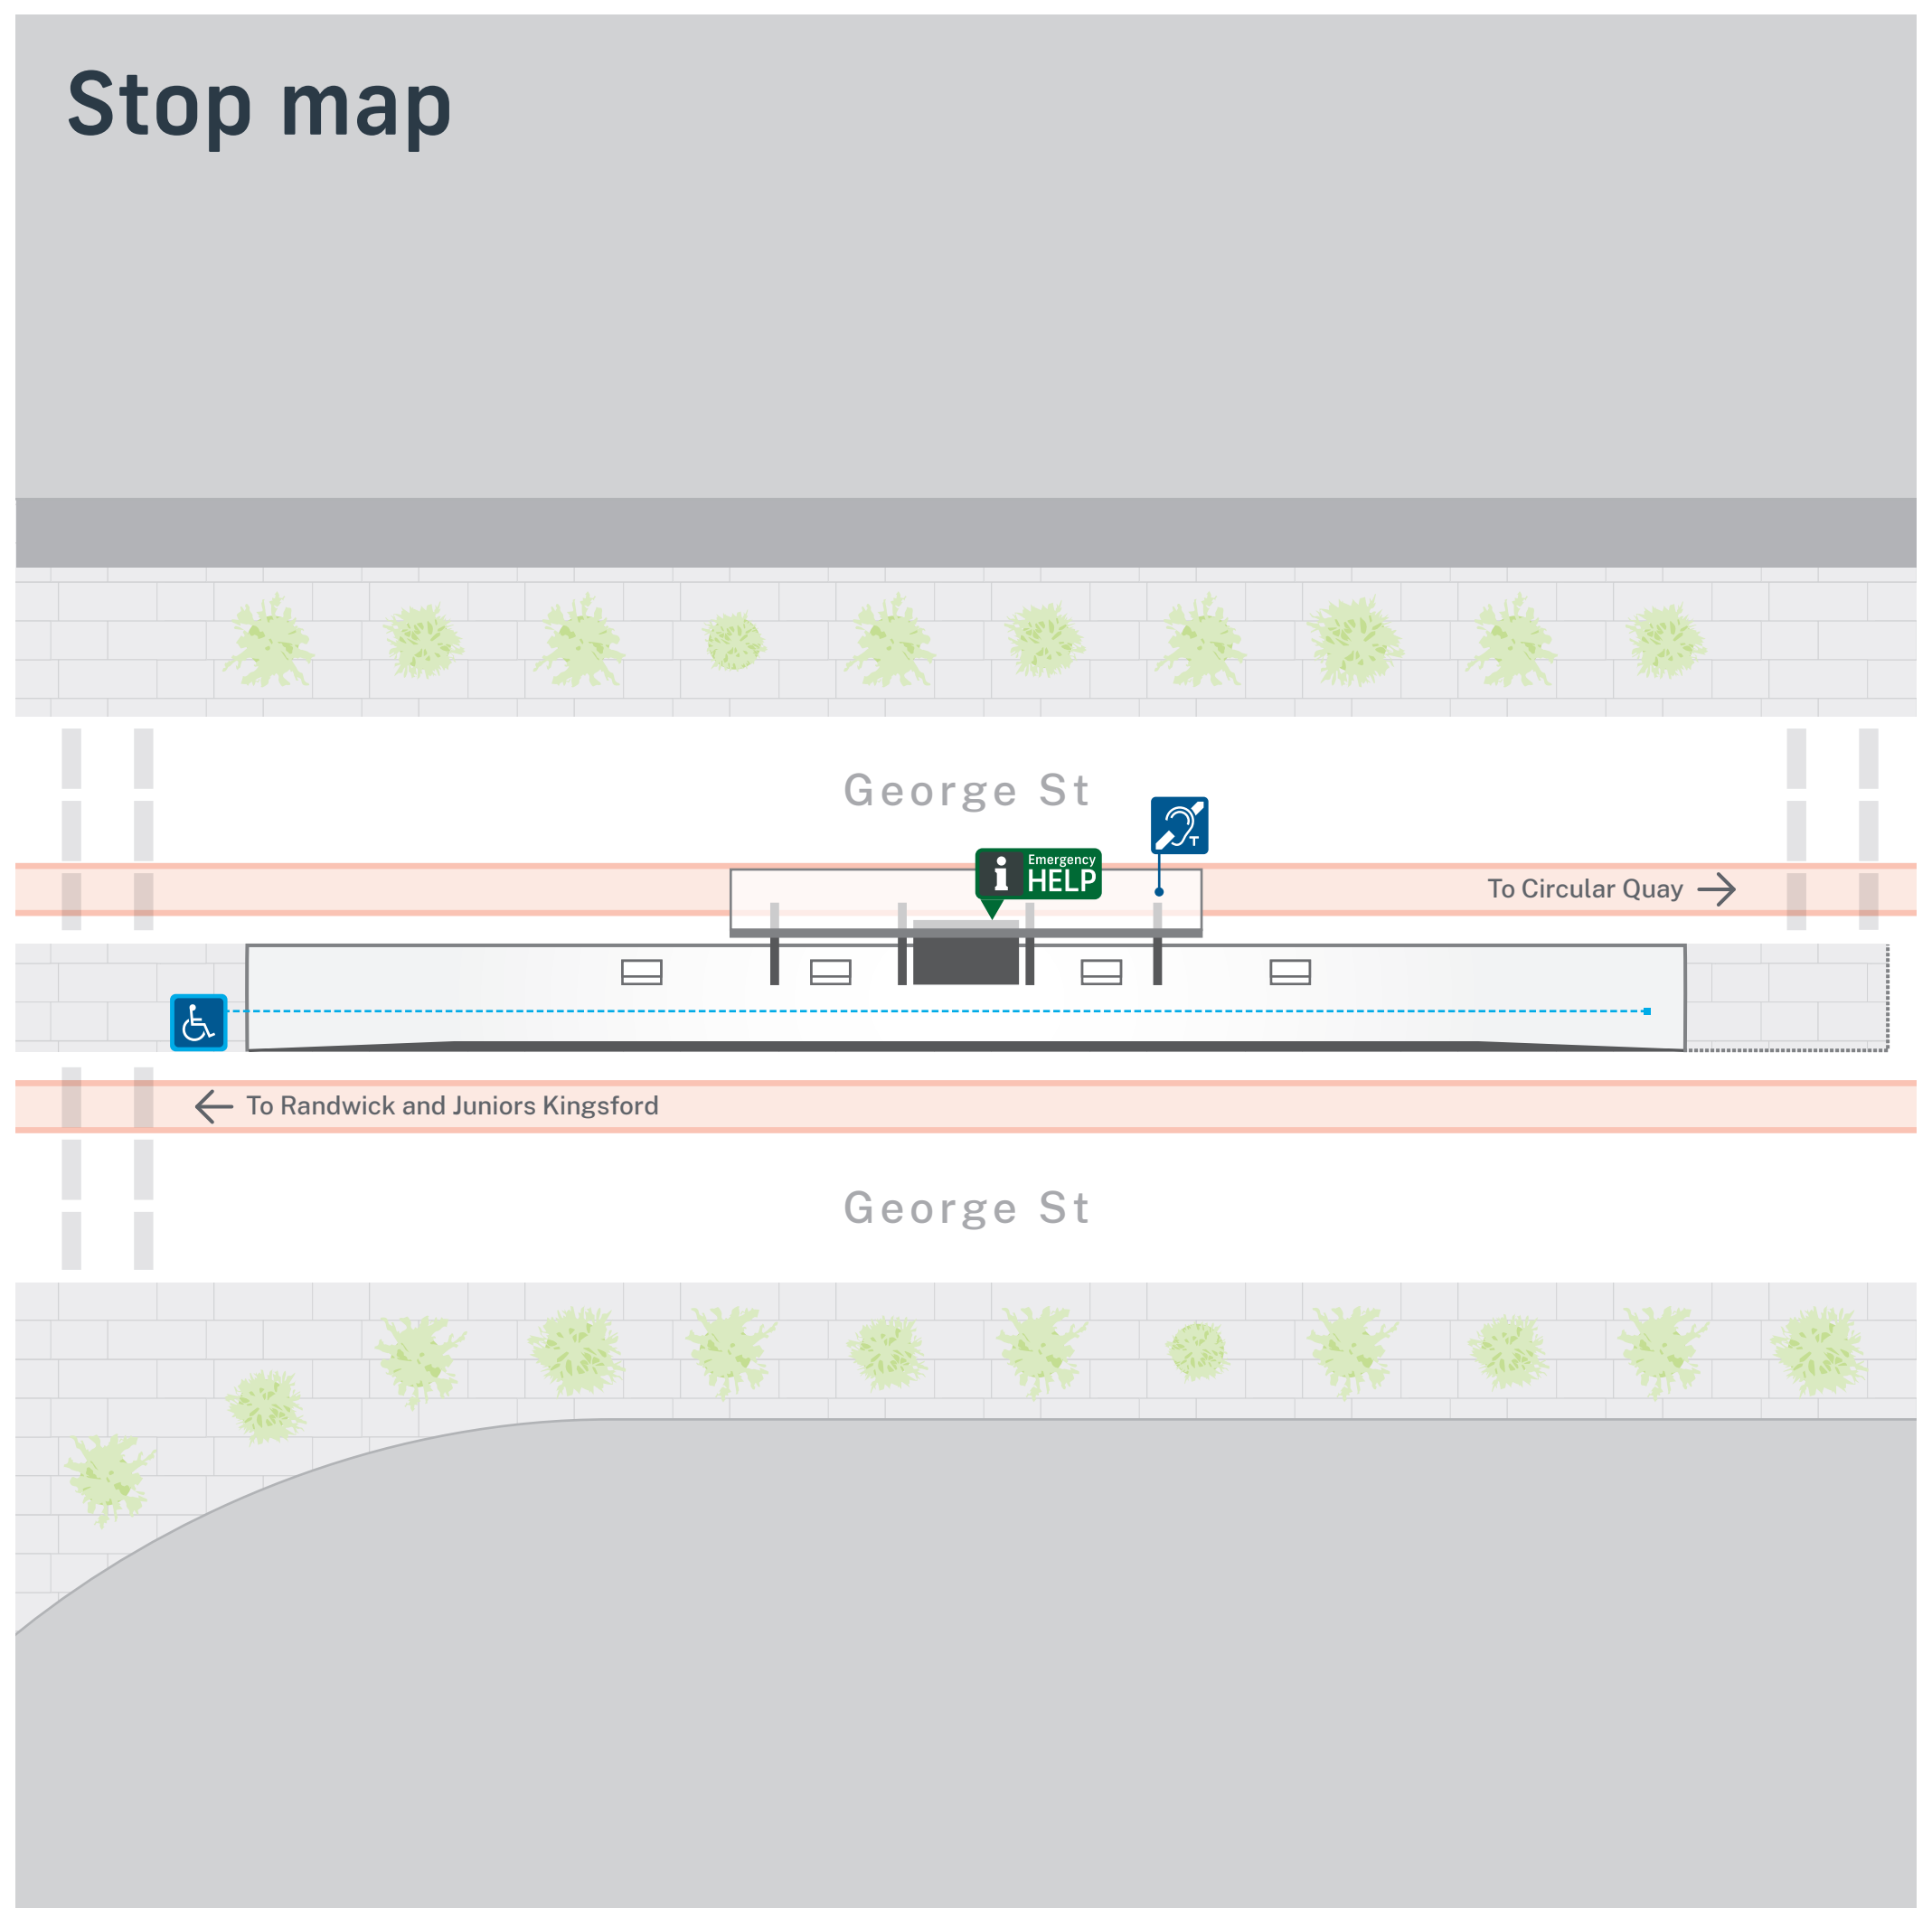 Stop map
George St
T
i Emergency
HELP
To Circular Quay
To Randwick and Juniors Kingsford
George St